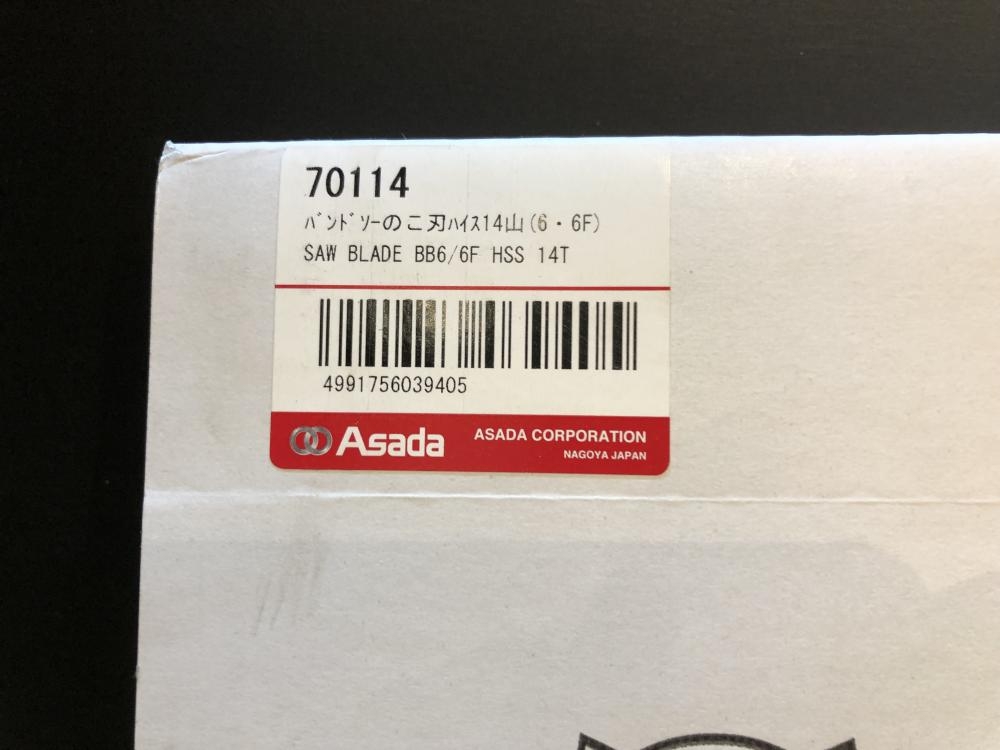 70114
ﾊﾞﾝﾄﾞｿｰのこ刃ﾊｲｽ14山(6・6F)
SAW BLADE BB6/6F HSS 14T
4991756039405
Asada
ASADA CORPORATION
NAGOYA JAPAN